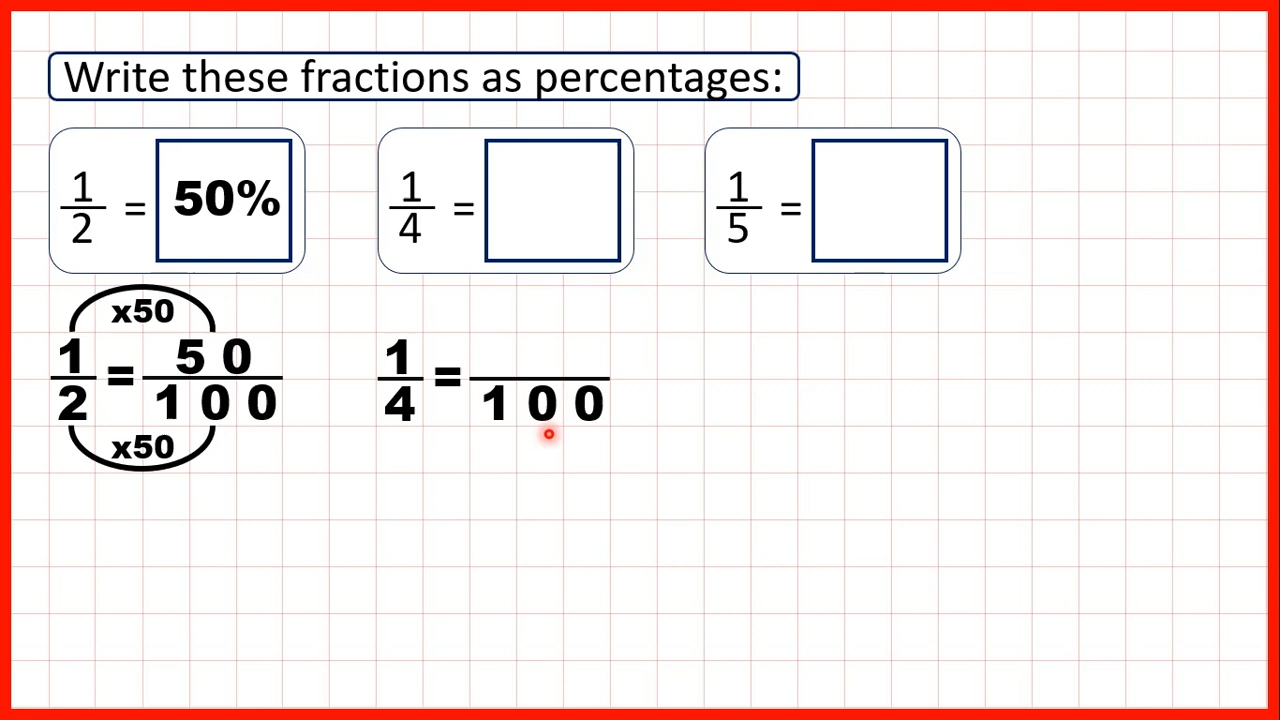 Write these fractions as percentages:
1/2 = 50%
1/4 =
1/5 =
x50
1/2 = 50/100
x50
1/4 = /100